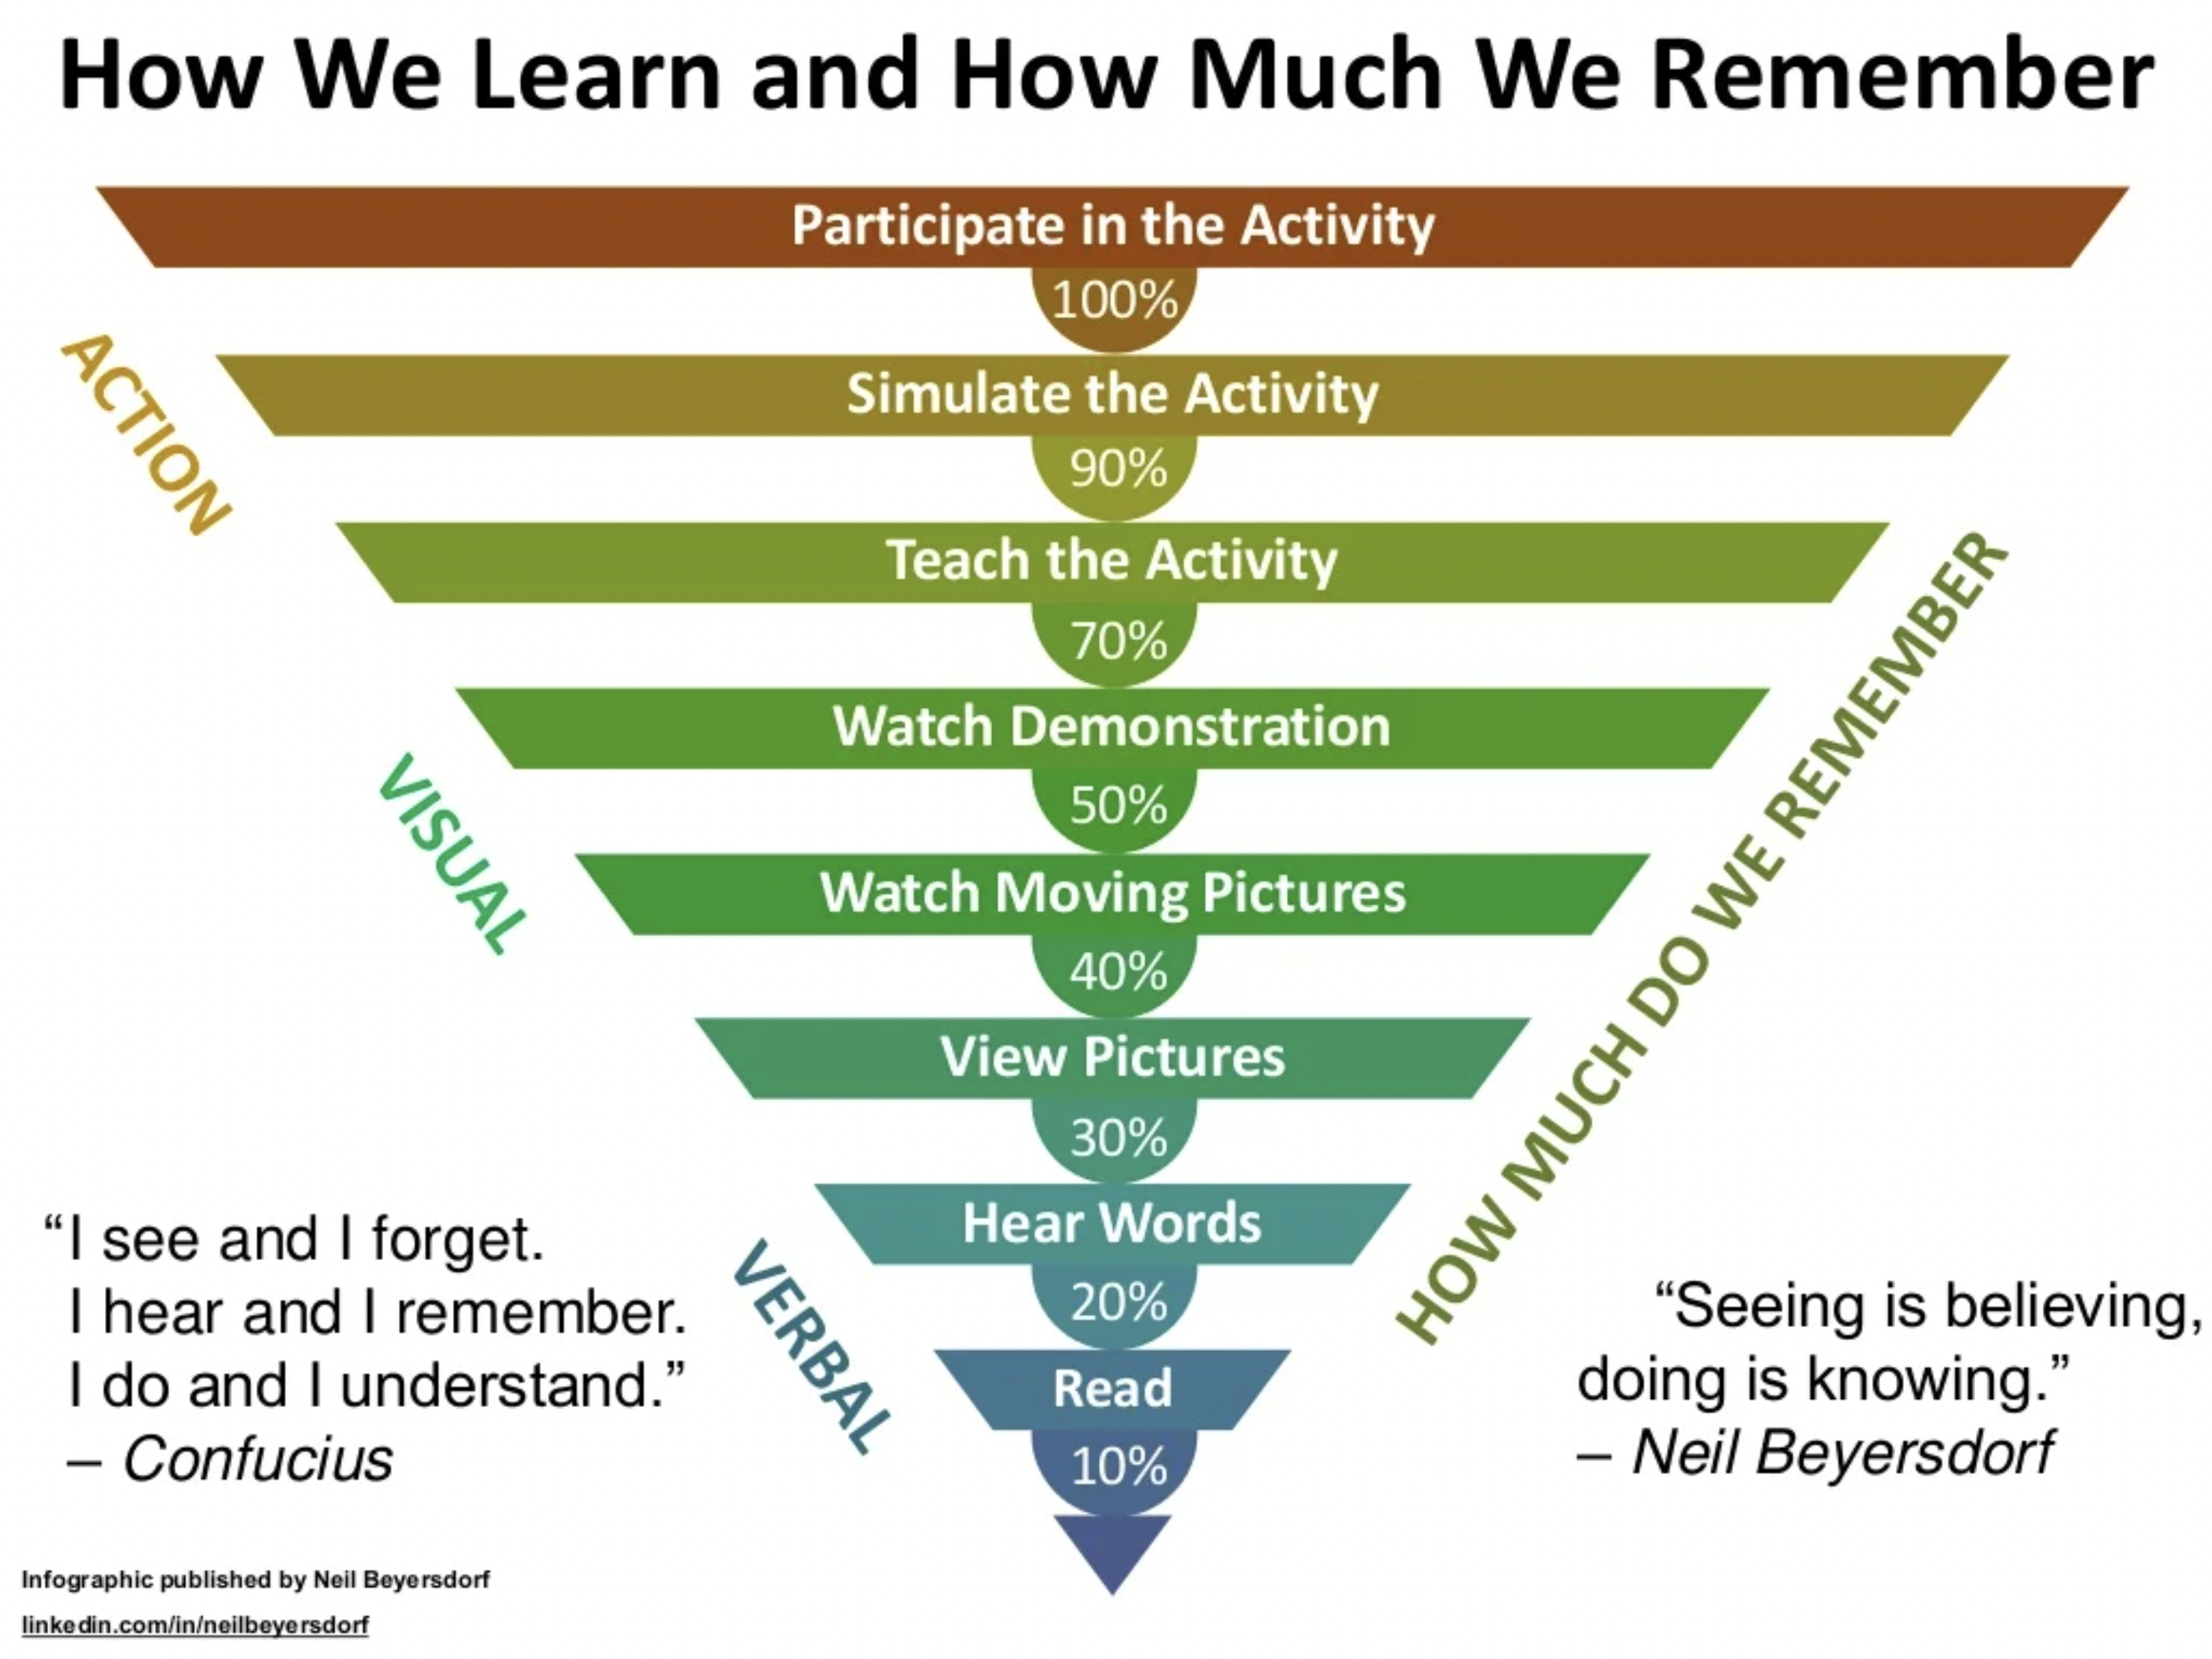 How We Learn and How Much We Remember
Participate in the Activity
100%
ACTION
Simulate the Activity
90%
Teach the Activity
70%
Watch Demonstration
50%
VISUAL
Watch Moving Pictures
40%
View Pictures
30%
HOW MUCH DO WE REMEMBER
Hear Words
20%
VERBAL
Read
10%
“I see and I forget.
I hear and I remember.
I do and I understand.”
– Confucius
“Seeing is believing,
doing is knowing.”
– Neil Beyersdorf
Infographic published by Neil Beyersdorf
linkedin.com/in/neilbeyersdorf